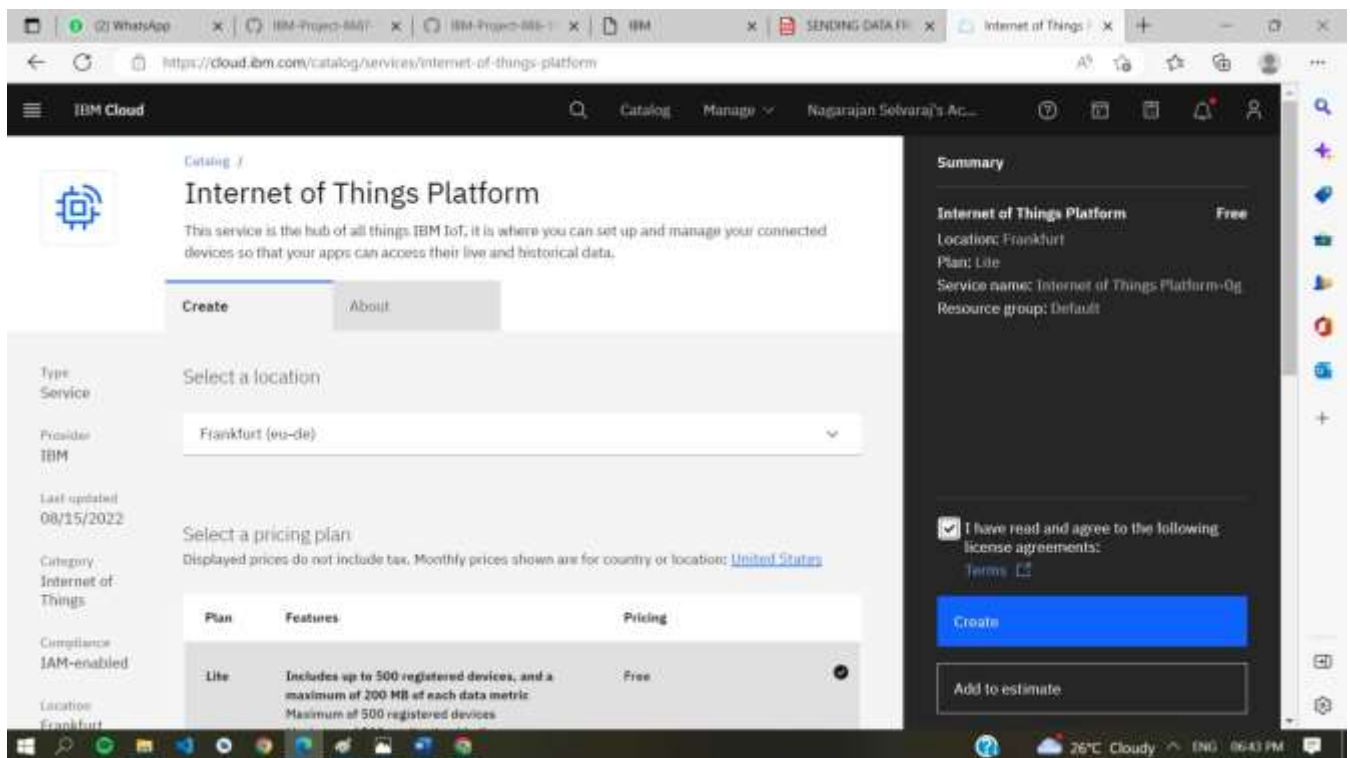 (2) WhatsApp
IBM
SENDING DATA FR
Internet of Things P
https://cloud.ibm.com/catalog/services/internet-of-things-platform
IBM Cloud
Catalog
Manage
Nagarajan Selvaraj's Ac...
Catalog /
Internet of Things Platform
This service is the hub of all things IBM IoT, it is where you can set up and manage your connected
devices so that your apps can access their live and historical data.
Create
About
Type
Service
Provider
IBM
Last updated
08/15/2022
Category
Internet of
Things
Compliance
IAM-enabled
Location
Frankfurt
Select a location
Frankfurt (eu-de)
Select a pricing plan
Displayed prices do not include tax. Monthly prices shown are for country or location: United States
Plan Features Pricing
Lite Includes up to 500 registered devices, and a Free
maximum of 200 MB of each data metric
Maximum of 500 registered devices
Summary
Internet of Things Platform Free
Location: Frankfurt
Plan: Lite
Service name: Internet of Things Platform-0g
Resource group: Default
I have read and agree to the following
license agreements:
Terms
Create
Add to estimate
26°C Cloudy ENG 06:43 PM